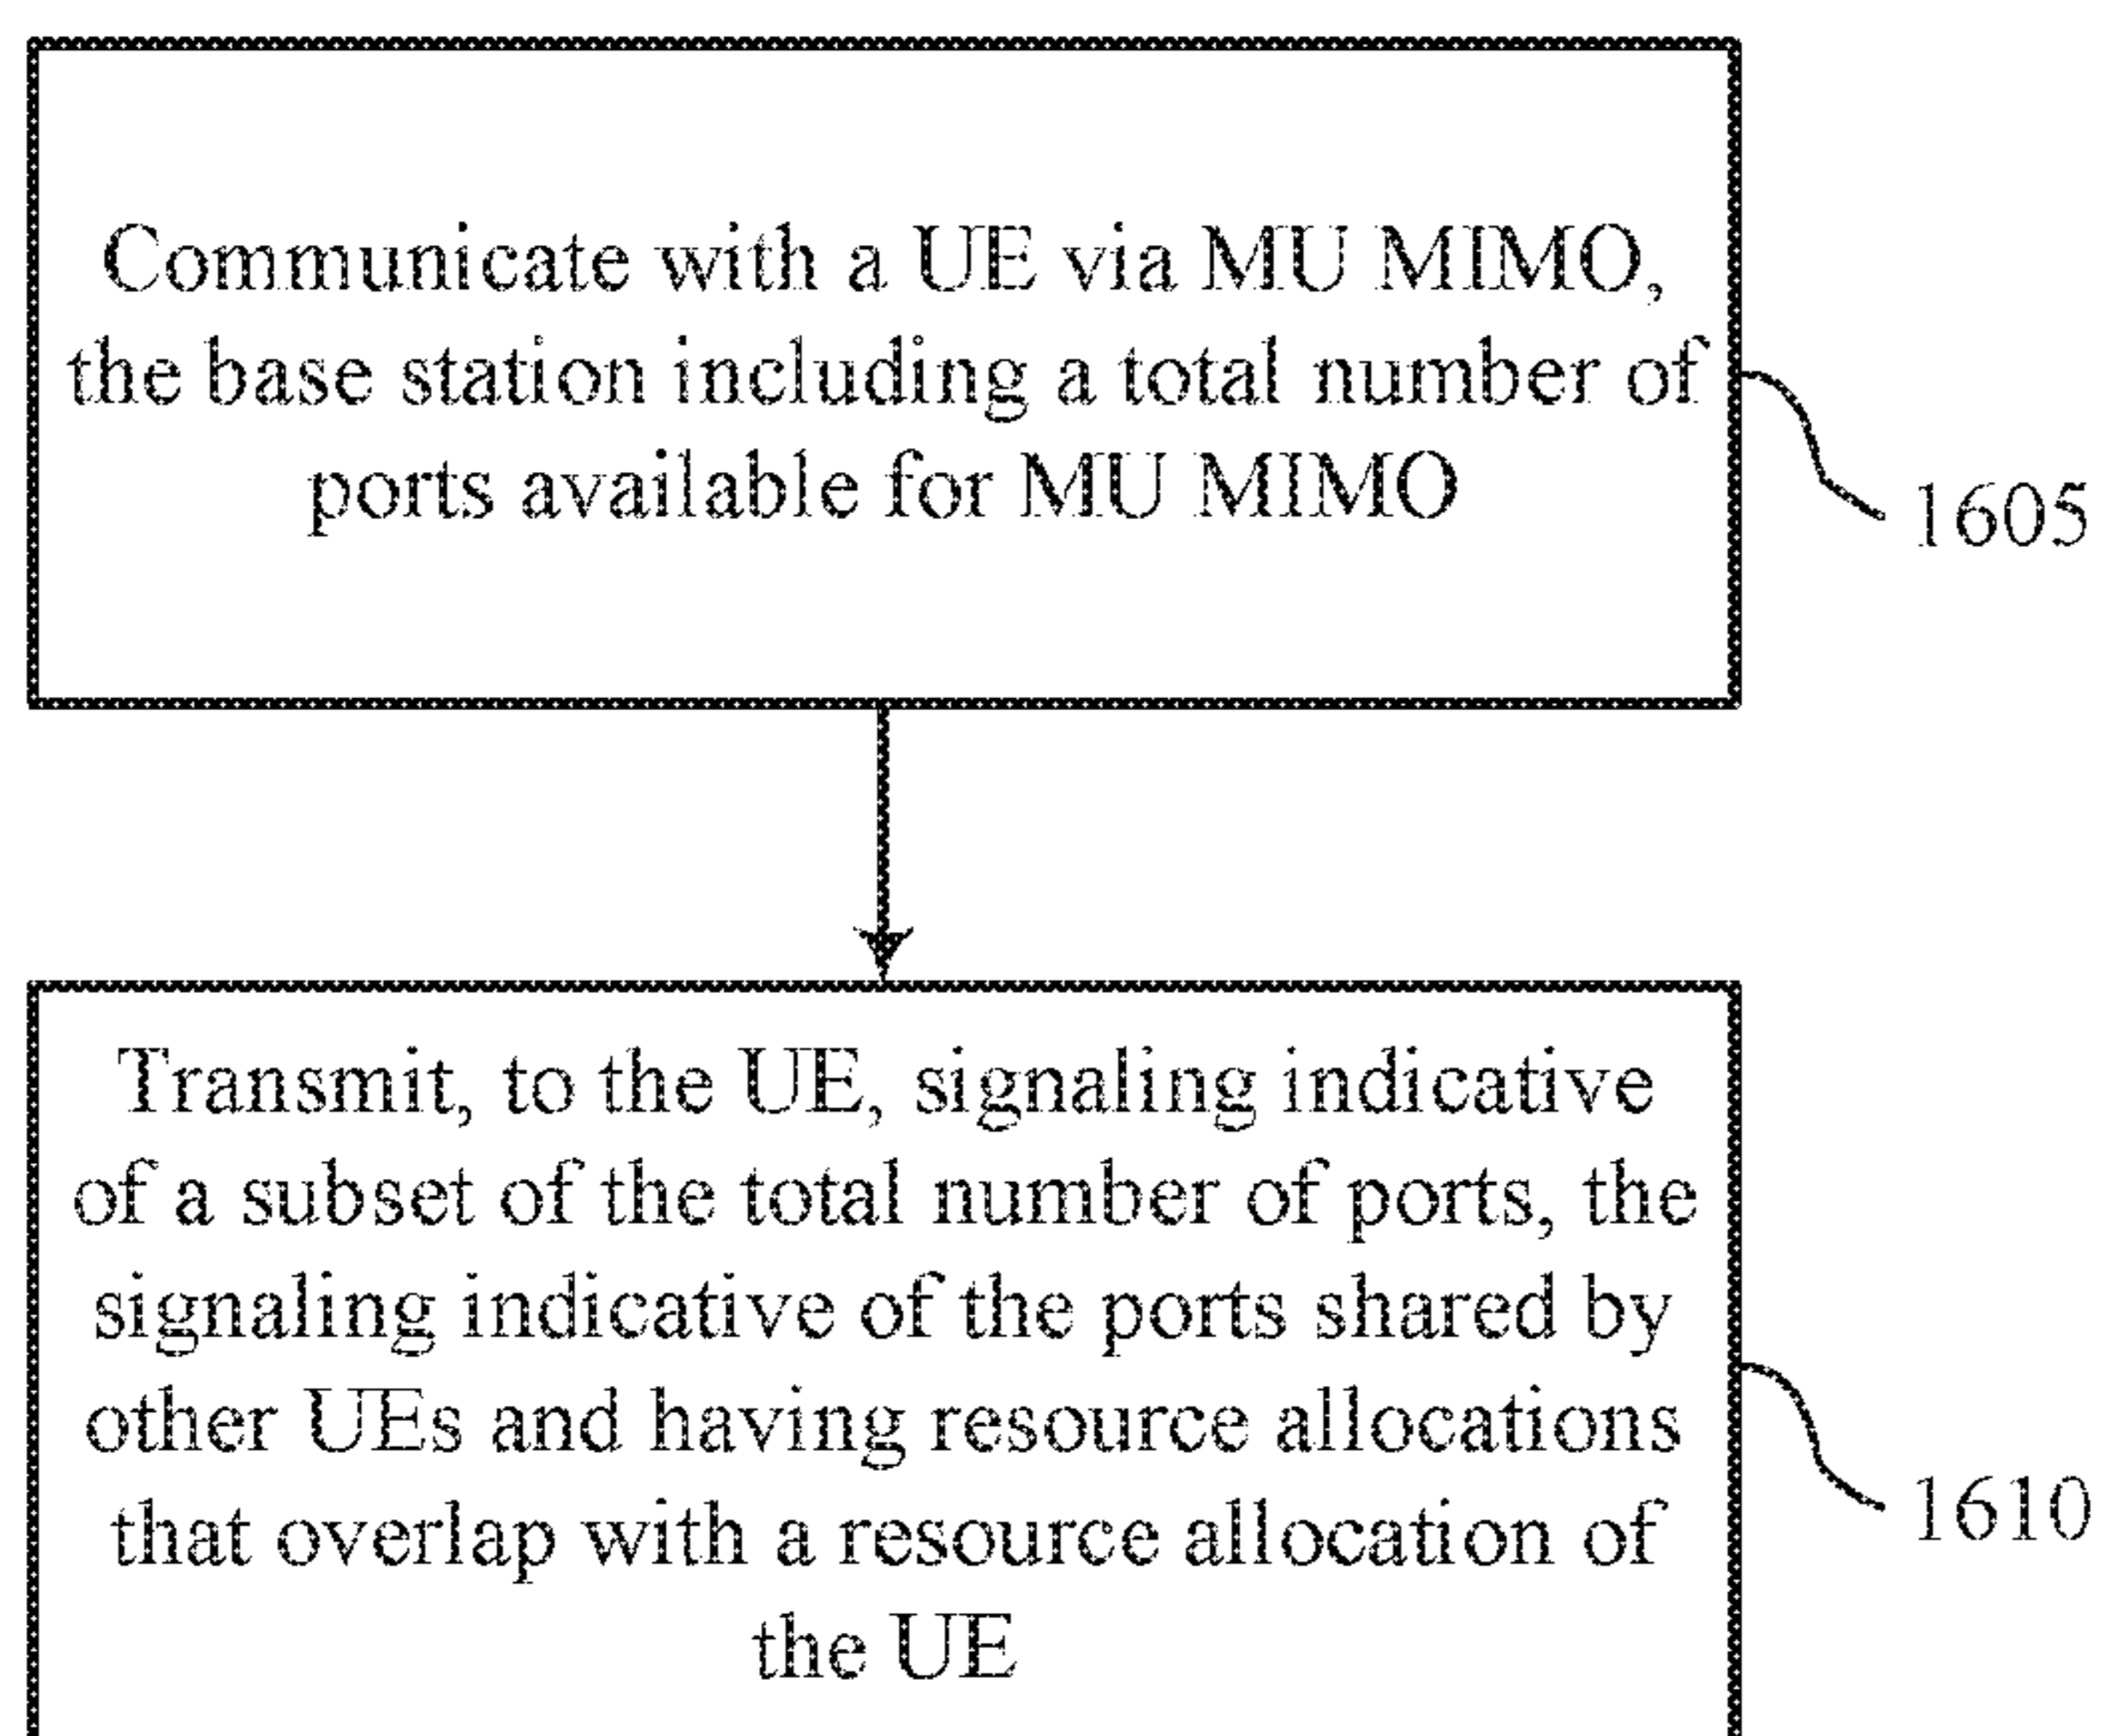 Communicate with a UE via MU MIMO,
the base station including a total number of
ports available for MU MIMO
1605
Transmit, to the UE, signaling indicative
of a subset of the total number of ports, the
signaling indicative of the ports shared by
other UEs and having resource allocations
that overlap with a resource allocation of
the UE
1610